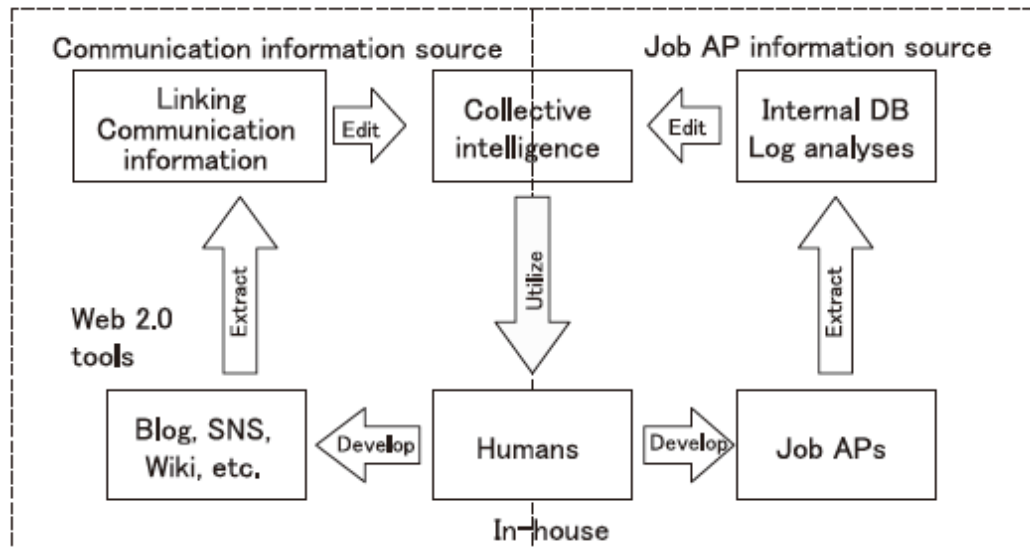 Communication information source
Job AP information source
Linking
Communication
information
Edit
Collective
intelligence
Edit
Internal DB
Log analyses
Extract
Utilize
Extract
Web 2.0
tools
Blog, SNS,
Wiki, etc.
Develop
Humans
Develop
Job APs
In-house